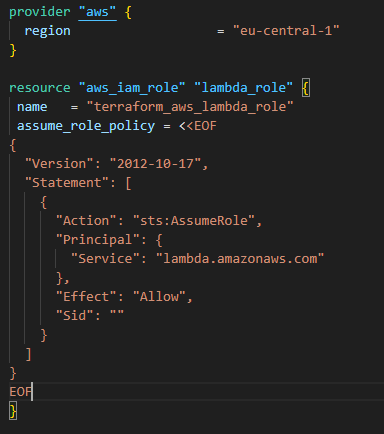 provider "aws" {
  region                   = "eu-central-1"
}

resource "aws_iam_role" "lambda_role" {
 name   = "terraform_aws_lambda_role"
 assume_role_policy = <<EOF
{
  "Version": "2012-10-17",
  "Statement": [
    {
      "Action": "sts:AssumeRole",
      "Principal": {
        "Service": "lambda.amazonaws.com"
      },
      "Effect": "Allow",
      "Sid": ""
    }
  ]
}
EOF
}